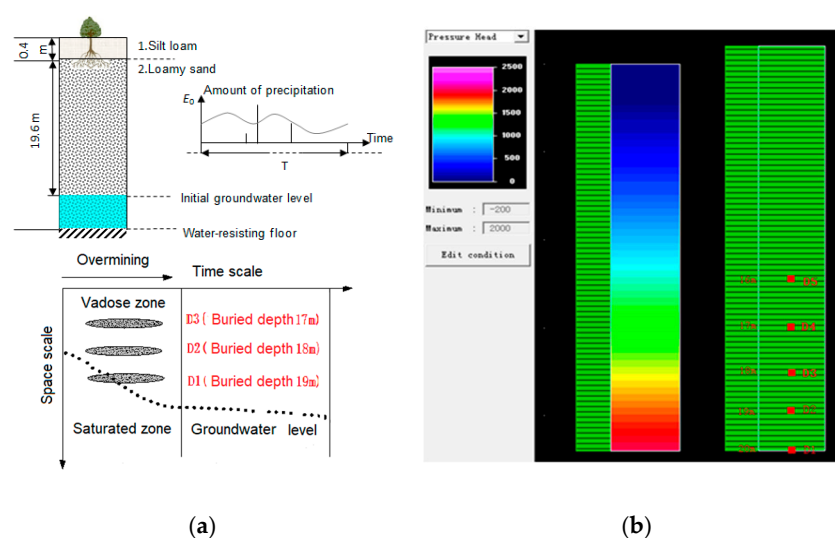 0.4
m
1.Silt loam
2.Loamy sand
Amount of precipitation
E₀
Time
T
19.6 m
Initial groundwater level
Water-resisting floor
Overmining
Time scale
Vadose zone
D3 ( Buried depth 17m)
D2 ( Buried depth 18m)
D1 ( Buried depth 19m)
Space scale
Saturated zone
Groundwater level
(a)
Pressure Head
2500
2000
1500
1000
500
0
Minimum : -200
Maximum : 2000
Edit condition
D5
17m D4
D3
19m D2
20m D1
(b)